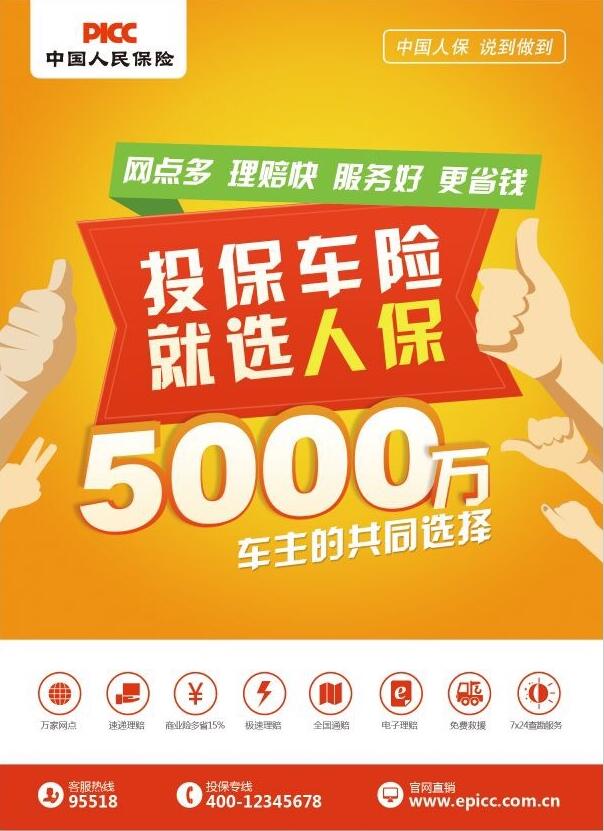 PICC
中国人民保险
中国人保 说到做到
网点多 理赔快 服务好 更省钱
投保车险
就选人保
5000万
车主的共同选择
万家网点
速递理赔
商业险多省15%
极速理赔
全国通赔
电子理赔
免费救援
7x24查勘服务
客服热线
95518
投保专线
400-12345678
官网直销
www.epicc.com.cn